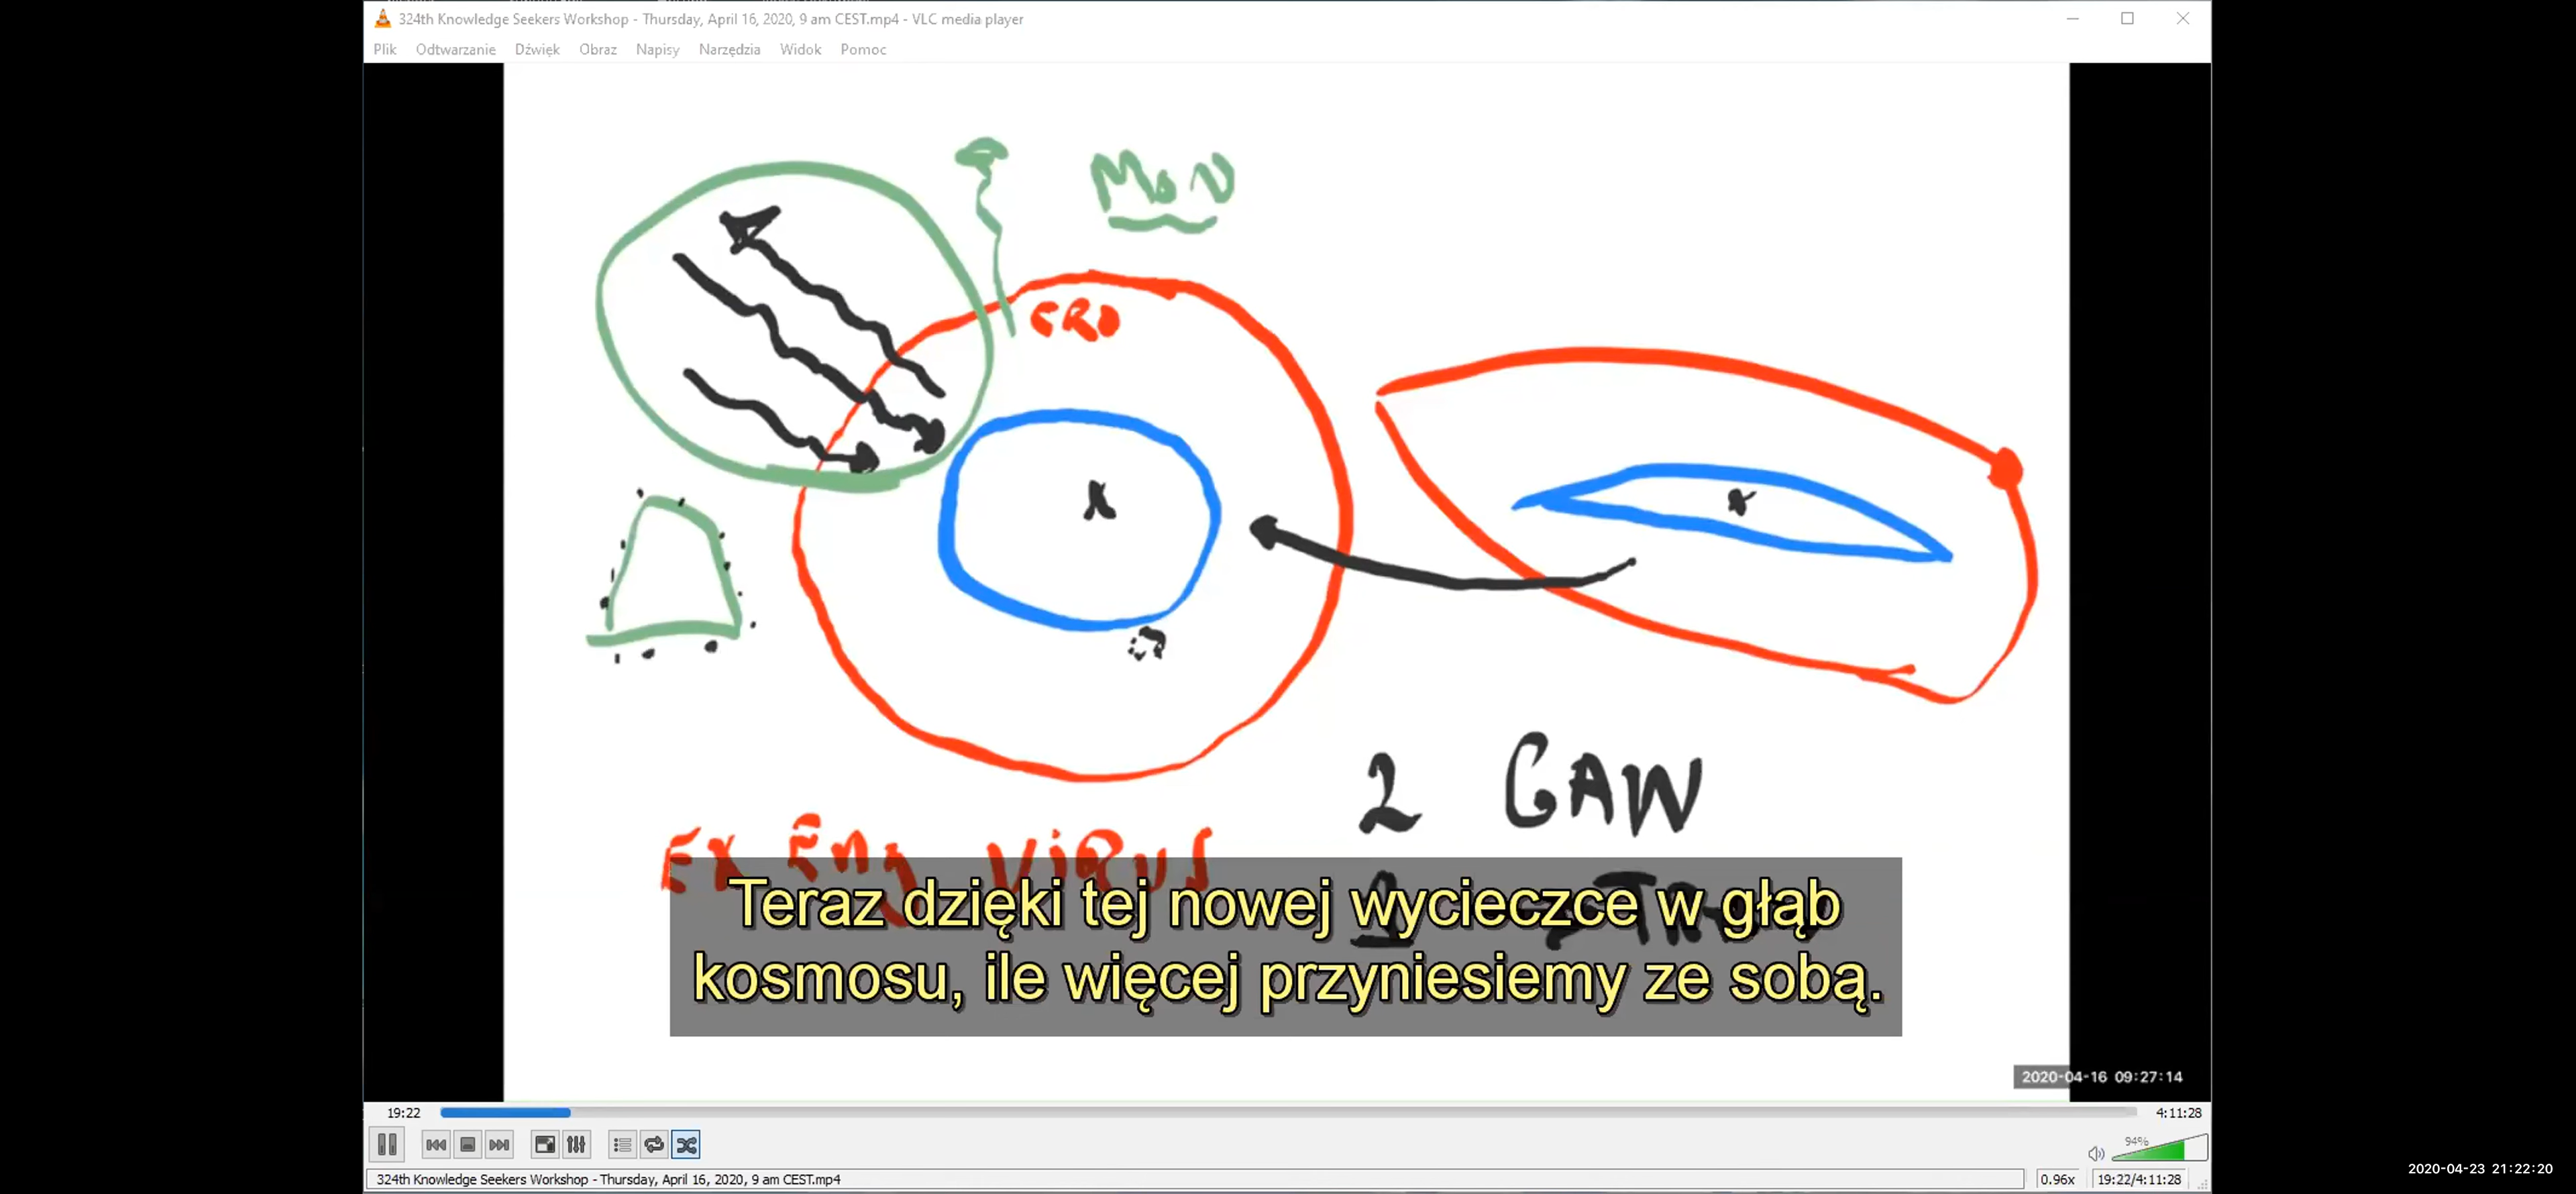 324th Knowledge Seekers Workshop - Thursday, April 16, 2020, 9 am CEST.mp4 - VLC media player
Plik Odtwarzanie Dźwięk Obraz Napisy Narzędzia Widok Pomoc
ERD
2 GAW
Ex Eng VIRUS
Teraz dzięki tej nowej wycieczce w głąb
kosmosu, ile więcej przyniesiemy ze sobą.
2020-04-16 09:27:14
19:22 4:11:28
94%
324th Knowledge Seekers Workshop - Thursday, April 16, 2020, 9 am CEST.mp4 0.96x 19:22/4:11:28
2020-04-23 21:22:20